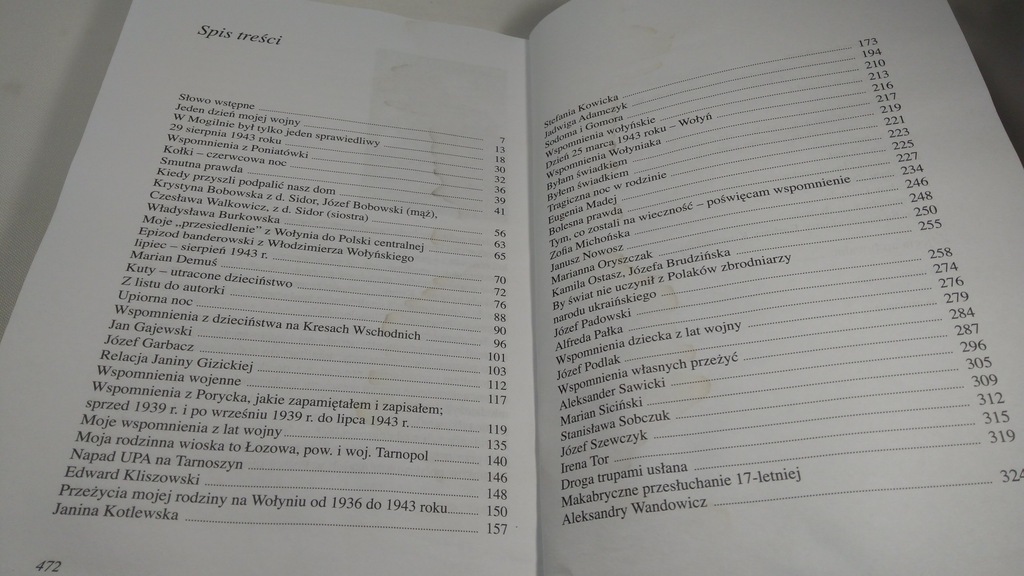 Spis treści
Słowo wstępne 7
Jeden dzień mojej wojny 13
W Mogilnie był tylko jeden sprawiedliwy 18
29 sierpnia 1943 roku 30
Wspomnienia z Poniatówki 32
Kołki – czerwcowa noc 36
Smutna prawda 39
Kiedy przyszli podpalić nasz dom 41
Krystyna Bobowska z d. Sidor, Józef Bobowski (mąż),
Czesława Walkowicz, z d. Sidor (siostra) 56
Władysława Burkowska 63
Moje „przesiedlenie” z Wołynia do Polski centralnej 65
Epizod banderowski z Włodzimierza Wołyńskiego
lipiec – sierpień 1943 r. 70
Marian Demuś 72
Kuty – utracone dzieciństwo 76
Z listu do autorki 88
Upiorna noc 90
Wspomnienia z dzieciństwa na Kresach Wschodnich 96
Jan Gajewski 101
Józef Garbacz 103
Relacja Janiny Gizickiej 112
Wspomnienia wojenne 117
Wspomnienia z Porycka, jakie zapamiętałem i zapisałem;
sprzed 1939 r. i po wrześniu 1939 r. do lipca 1943 r. 119
Moje wspomnienia z lat wojny 135
Moja rodzinna wioska to Łozowa, pow. i woj. Tarnopol 140
Napad UPA na Tarnoszyn 146
Edward Kliszowski 148
Przeżycia mojej rodziny na Wołyniu od 1936 do 1943 roku 150
Janina Kotlewska 157
472
Stefania Kowicka 173
Jadwiga Adamczyk 194
Sodoma i Gomora 210
Wspomnienia wołyńskie 213
Dzień 25 marca 1943 roku – Wołyń 216
Wspomnienia Wołyniaka 217
Byłam świadkiem 219
Byłem świadkiem 221
Tragiczna noc w rodzinie 223
Eugenia Madej 225
Bolesna prawda 227
Tym, co zostali na wieczność – poświęcam wspomnienie 234
Zofia Michońska 246
Janusz Nowosz 248
Marianna Oryszczak 250
Kamila Ostasz, Józefa Brudzińska 255
By świat nie uczynił z Polaków zbrodniarzy
narodu ukraińskiego 258
Józef Padowski 274
Alfreda Pałka 276
Wspomnienia dziecka z lat wojny 279
Józef Podlak 284
Wspomnienia własnych przeżyć 287
Aleksander Sawicki 296
Marian Siciński 305
Stanisława Sobczuk 309
Józef Szewczyk 312
Irena Tor 315
Droga trupami usłana 319
Makabryczne przesłuchanie 17-letniej
Aleksandry Wandowicz 324